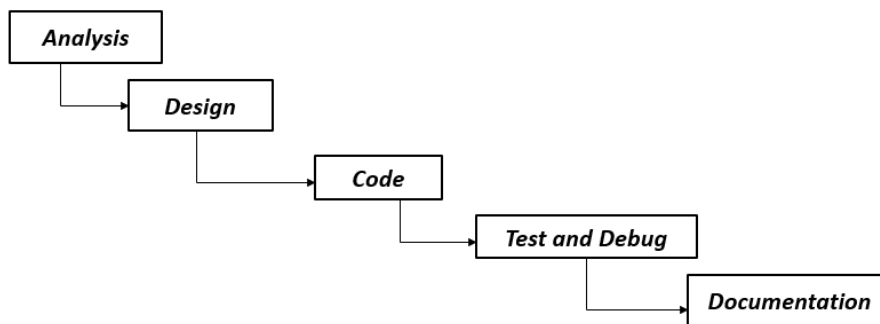 Analysis
Design
Code
Test and Debug
Documentation